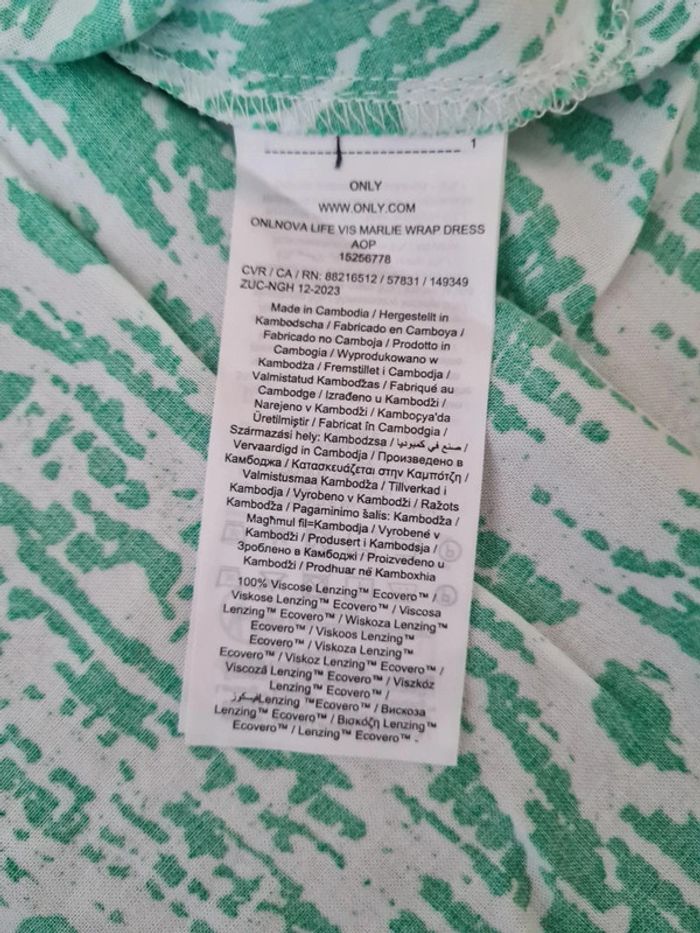 1
ONLY
WWW.ONLY.COM
ONLNOVA LIFE VIS MARLIE WRAP DRESS
AOP
15256778
CVR / CA / RN: 88216512 / 57831 / 149349
ZUC-NGH 12-2023
Made in Cambodia / Hergestellt in
Kambodscha / Fabricado en Camboya /
Fabricado no Camboja / Prodotto in
Cambogia / Wyprodukowano w
Kambodża / Fremstillet i Cambodja /
Valmistatud Kambodžas / Fabriqué au
Cambodge / Izrađeno u Kambodži /
Narejeno v Kambodži / Kamboçya'da
Üretilmiştir / Fabricat în Cambodgia /
Származási hely: Kambodzsa / صنع في كمبوديا /
Vervaardigd in Cambodja / Произведено в
Камбоджа / Κατασκευάζεται στην Καμπότζη /
Valmistusmaa Kambodža / Tillverkad i
Kambodja / Vyrobeno v Kambodži / Ražots
Kambodža / Pagaminimo šalis: Kambodža /
Magħmul fil=Kambodja / Vyrobené v
Kambodži / Produsert i Kambodsja /
Зроблено в Камбоджі / Proizvedeno u
Kambodži / Prodhuar në Kamboxhia
100% Viscose Lenzing™ Ecovero™ /
Viskose Lenzing™ Ecovero™ / Viscosa
Lenzing™ Ecovero™ / Wiskoza Lenzing™
Ecovero™ / Viskoos Lenzing™
Ecovero™ / Viskoza Lenzing™
Ecovero™ / Viskoz Lenzing™ Ecovero™ /
Viscoză Lenzing™ Ecovero™ / Viszkóz
Lenzing™ Ecovero™ /
فيسكوز Lenzing ™Ecovero™ / Вискоза
Lenzing™ Ecovero™ / Βισκόζη Lenzing™
Ecovero™ / Lenzing™ Ecovero™ -